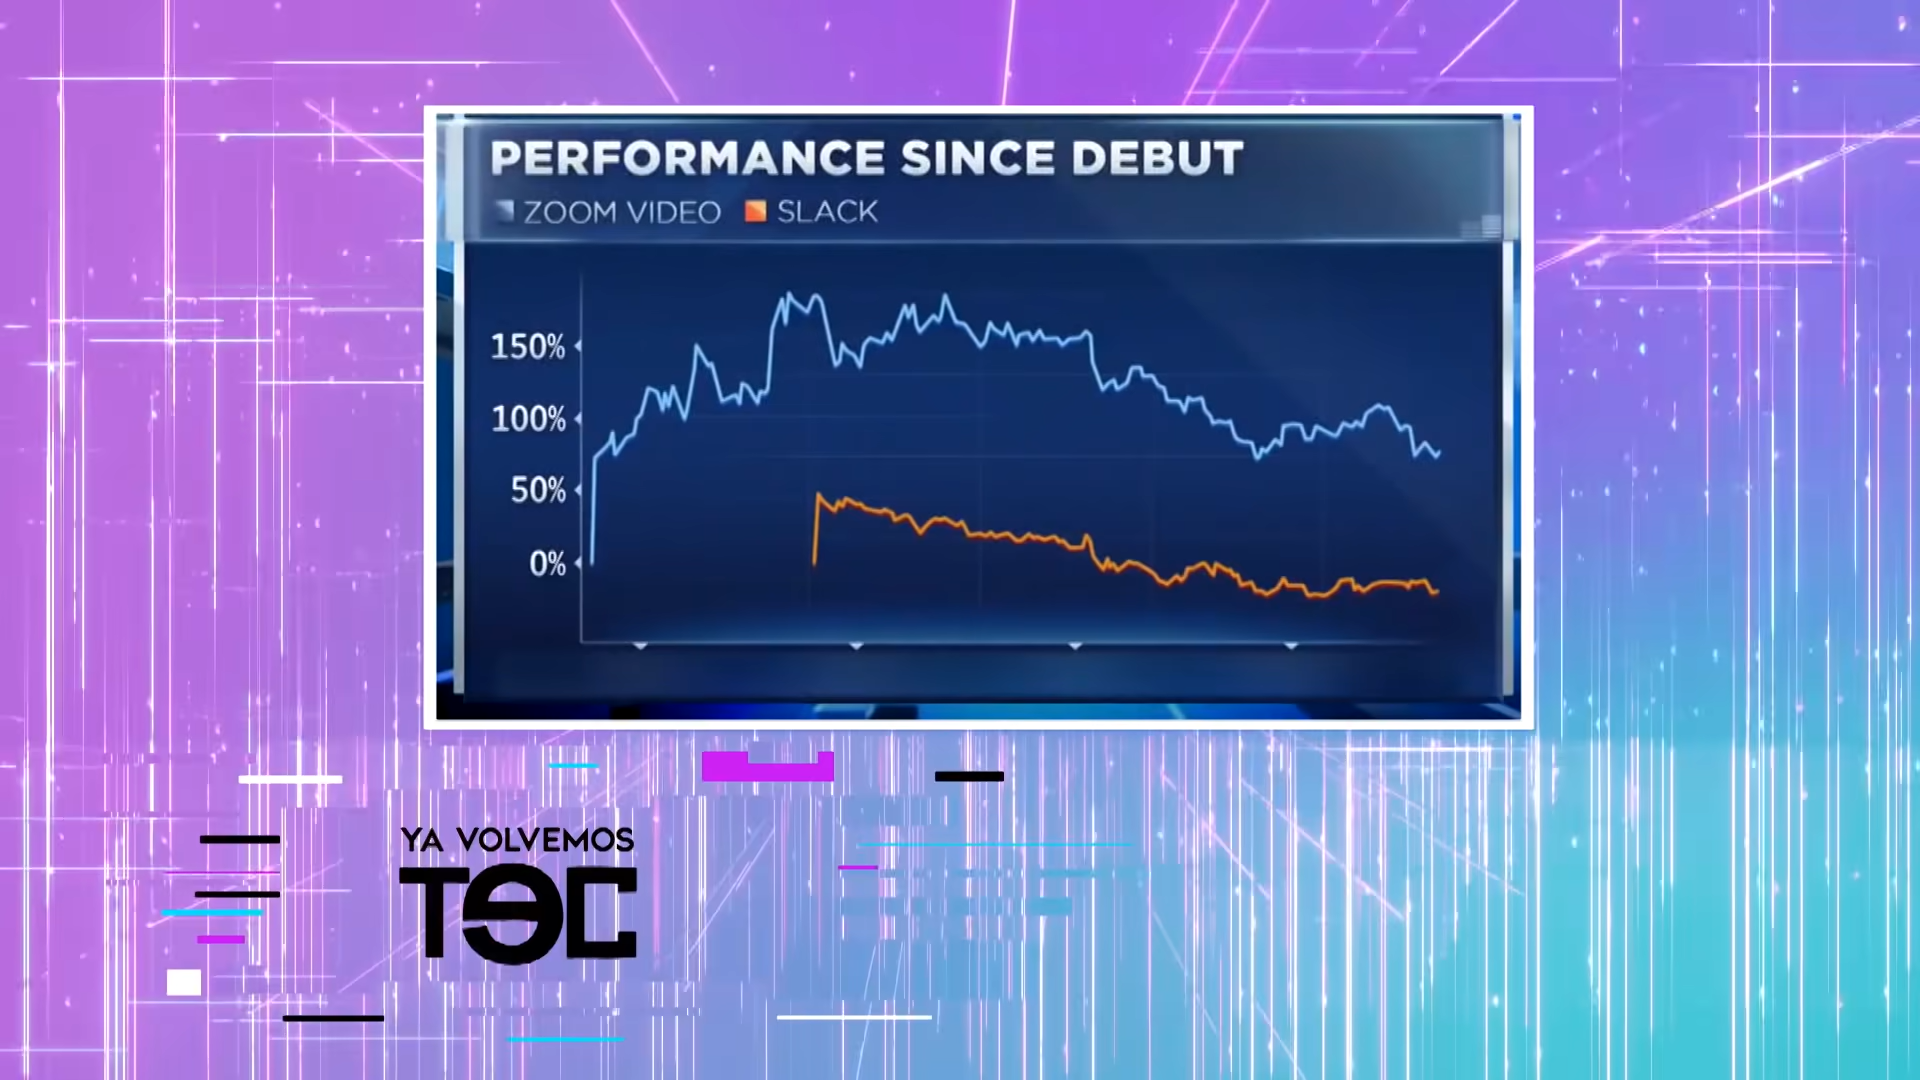 PERFORMANCE SINCE DEBUT
ZOOM VIDEO SLACK
150%
100%
50%
0%
YA VOLVEMOS
TEC